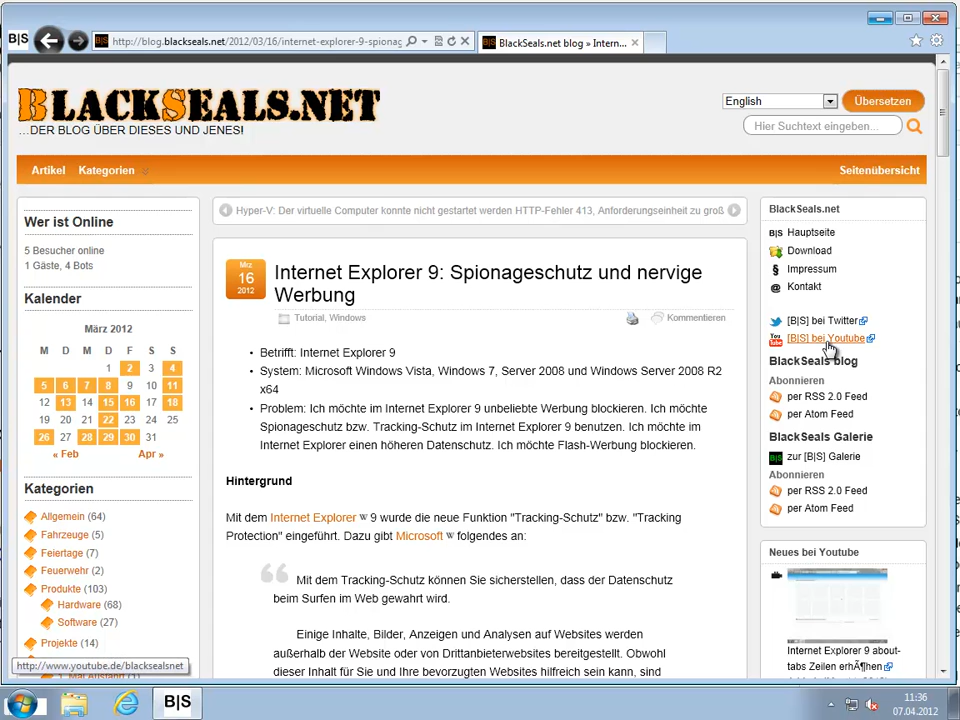 B|S
http://blog.blackseals.net/2012/03/16/internet-explorer-9-spionag
BlackSeals.net blog » Intern...
BLACKSEALS.NET
...DER BLOG ÜBER DIESES UND JENES!
English
Übersetzen
Hier Suchtext eingeben...
Artikel
Kategorien
Seitenübersicht
Wer ist Online
5 Besucher online
1 Gäste, 4 Bots
Kalender
März 2012
M D M D F S S
1 2 3 4
5 6 7 8 9 10 11
12 13 14 15 16 17 18
19 20 21 22 23 24 25
26 27 28 29 30 31
« Feb
Apr »
Kategorien
Allgemein (64)
Fahrzeuge (5)
Feiertage (7)
Feuerwehr (2)
Produkte (103)
Hardware (68)
Software (27)
Projekte (14)
http://www.youtube.de/blacksealsnet
Hyper-V: Der virtuelle Computer konnte nicht gestartet werden HTTP-Fehler 413, Anforderungseinheit zu groß
Mrz
16
2012
Internet Explorer 9: Spionageschutz und nervige
Werbung
Tutorial, Windows
Kommentieren
• Betrifft: Internet Explorer 9
• System: Microsoft Windows Vista, Windows 7, Server 2008 und Windows Server 2008 R2
x64
• Problem: Ich möchte im Internet Explorer 9 unbeliebte Werbung blockieren. Ich möchte
Spionageschutz bzw. Tracking-Schutz im Internet Explorer 9 benutzen. Ich möchte im
Internet Explorer einen höheren Datenschutz. Ich möchte Flash-Werbung blockieren.
Hintergrund
Mit dem Internet Explorer W 9 wurde die neue Funktion "Tracking-Schutz" bzw. "Tracking
Protection" eingeführt. Dazu gibt Microsoft W folgendes an:
Mit dem Tracking-Schutz können Sie sicherstellen, dass der Datenschutz
beim Surfen im Web gewahrt wird.
Einige Inhalte, Bilder, Anzeigen und Analysen auf Websites werden
außerhalb der Website oder von Drittanbieterwebsites bereitgestellt. Obwohl
dieser Inhalt für Sie und Ihre bevorzugten Websites hilfreich sein kann, sind
BlackSeals.net
B|S Hauptseite
Download
§ Impressum
@ Kontakt
[B|S] bei Twitter
You Tube [B|S] bei Youtube
BlackSeals blog
Abonnieren
per RSS 2.0 Feed
per Atom Feed
BlackSeals Galerie
B|S zur [B|S] Galerie
Abonnieren
per RSS 2.0 Feed
per Atom Feed
Neues bei Youtube
Internet Explorer 9 about-
tabs Zeilen erhÃ¶hen
B|S
11:36
07.04.2012